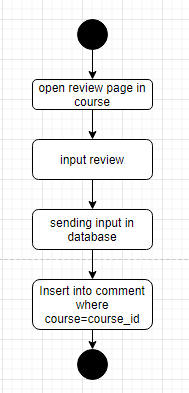 open review page in
course
input review
sending input in
database
Insert into comment
where
course=course_id